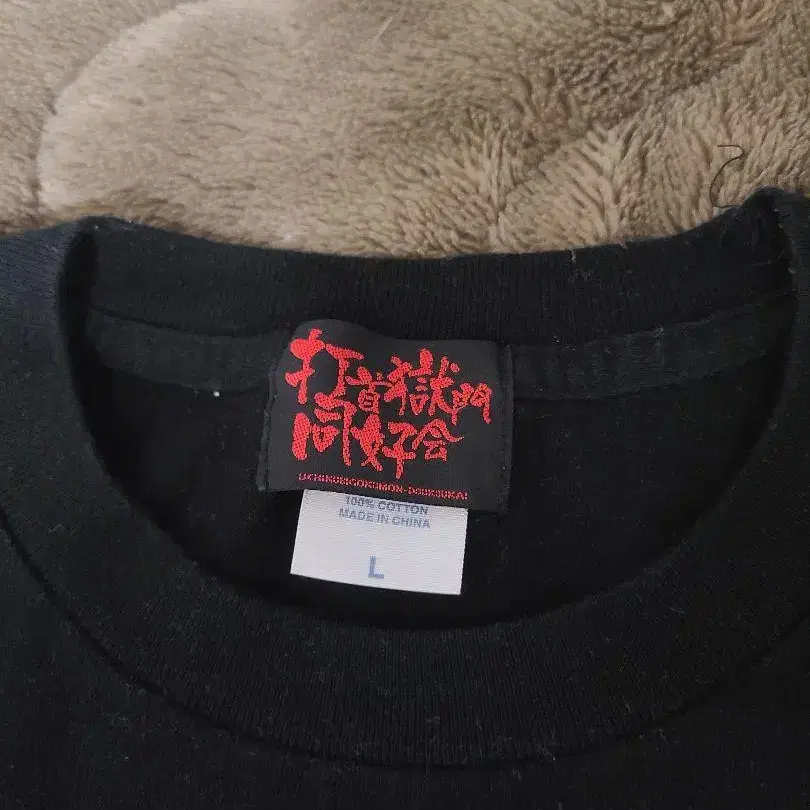 打首獄門
同好会
UCHIKUBIGOKUMON-DOUKOUKAI
100% COTTON
MADE IN CHINA
L